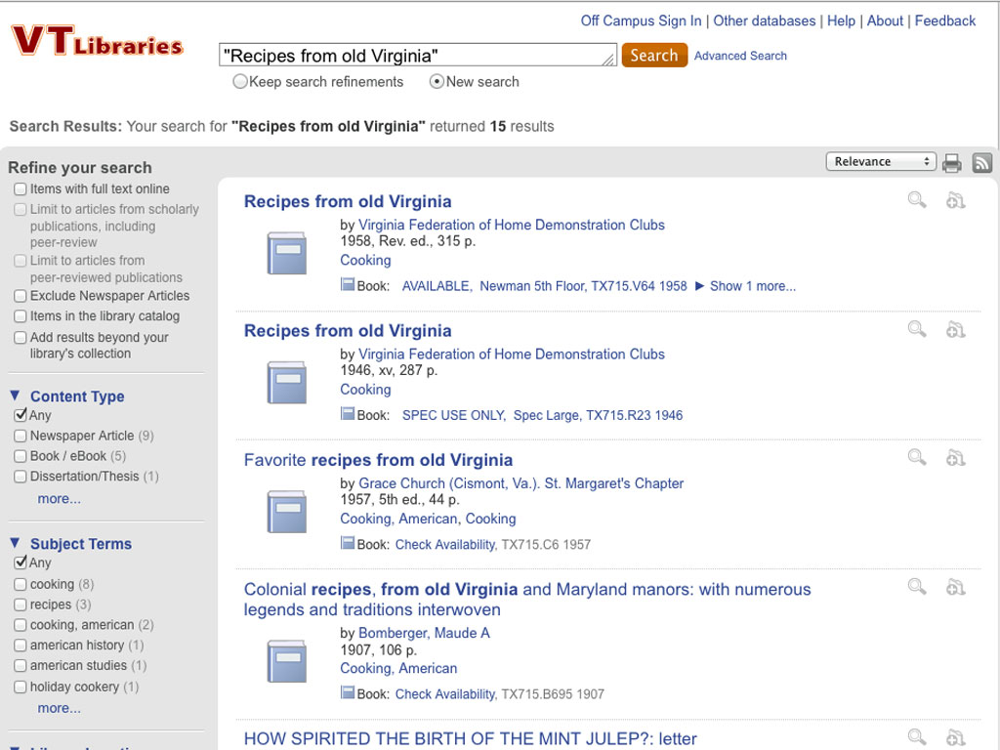 Off Campus Sign In | Other databases | Help | About | Feedback
VT Libraries
"Recipes from old Virginia"
Search
Advanced Search
Keep search refinements
New search
Search Results: Your search for "Recipes from old Virginia" returned 15 results
Relevance
Refine your search
Items with full text online
Limit to articles from scholarly
publications, including
peer-review
Limit to articles from
peer-reviewed publications
Exclude Newspaper Articles
Items in the library catalog
Add results beyond your
library's collection
Content Type
Any
Newspaper Article (9)
Book / eBook (5)
Dissertation/Thesis (1)
more...
Subject Terms
Any
cooking (8)
recipes (3)
cooking, american (2)
american history (1)
american studies (1)
holiday cookery (1)
more...
Recipes from old Virginia
by Virginia Federation of Home Demonstration Clubs
1958, Rev. ed., 315 p.
Cooking
Book: AVAILABLE, Newman 5th Floor, TX715.V64 1958 ► Show 1 more...
Recipes from old Virginia
by Virginia Federation of Home Demonstration Clubs
1946, xv, 287 p.
Cooking
Book: SPEC USE ONLY, Spec Large, TX715.R23 1946
Favorite recipes from old Virginia
by Grace Church (Cismont, Va.). St. Margaret's Chapter
1957, 5th ed., 44 p.
Cooking, American, Cooking
Book: Check Availability, TX715.C6 1957
Colonial recipes, from old Virginia and Maryland manors: with numerous
legends and traditions interwoven
by Bomberger, Maude A
1907, 106 p.
Cooking, American
Book: Check Availability, TX715.B695 1907
HOW SPIRITED THE BIRTH OF THE MINT JULEP?: letter